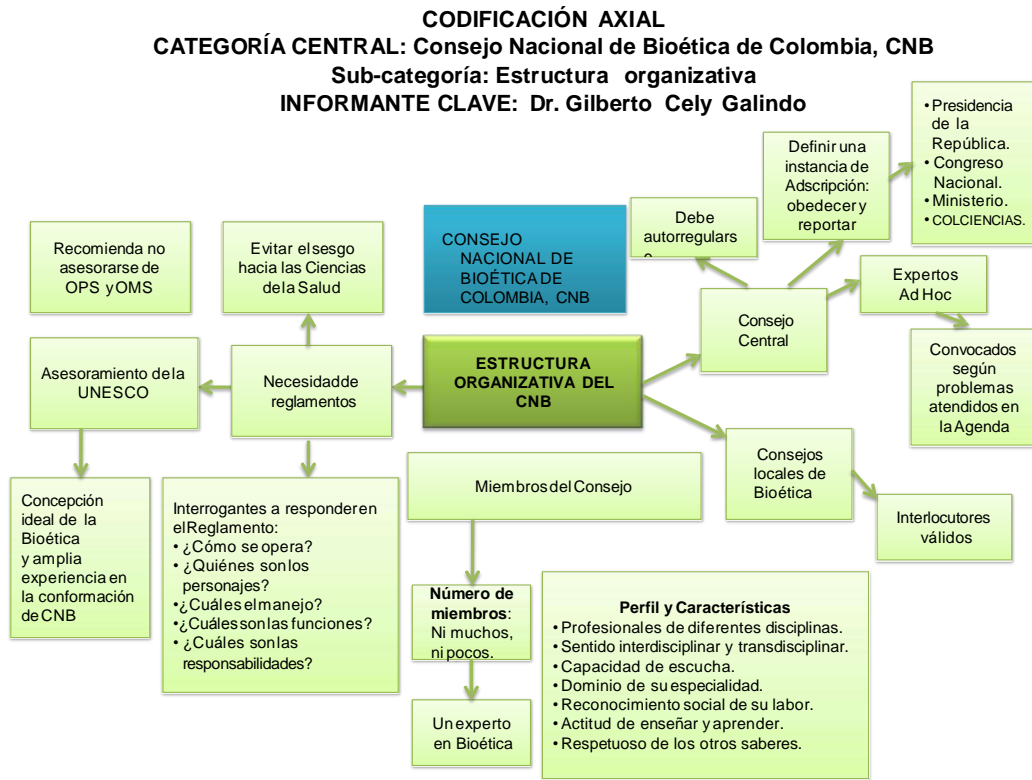 CODIFICACIÓN AXIAL
CATEGORÍA CENTRAL: Consejo Nacional de Bioética de Colombia, CNB
Sub-categoría: Estructura organizativa
INFORMANTE CLAVE: Dr. Gilberto Cely Galindo
• Presidencia
de la
República.
• Congreso
Nacional.
• Ministerio.
• COLCIENCIAS.
Definir una
instancia de
Adscripción:
obedecer y
reportar
Debe
autorregulars
Recomienda no
asesorarse de
OPS y OMS
Evitar el sesgo
hacia las Ciencias
de la Salud
CONSEJO
NACIONAL DE
BIOÉTICA DE
COLOMBIA, CNB
Expertos
Ad Hoc
Consejo
Central
Convocados
según
problemas
atendidos en
la Agenda
Asesoramiento de la
UNESCO
Necesidad de
reglamentos
ESTRUCTURA
ORGANIZATIVA DEL
CNB
Consejos
locales de
Bioética
Interlocutores
válidos
Miembros del Consejo
Concepción
ideal de la
Bioética
y amplia
experiencia en
la conformación
de CNB
Interrogantes a responder en
el Reglamento:
• ¿Cómo se opera?
• ¿Quiénes son los
personajes?
• ¿Cuáles el manejo?
• ¿Cuáles son las funciones?
• ¿Cuáles son las
responsabilidades?
Número de
miembros:
Ni muchos,
ni pocos.
Un experto
en Bioética
Perfil y Características
• Profesionales de diferentes disciplinas.
• Sentido interdisciplinar y transdisciplinar.
• Capacidad de escucha.
• Dominio de su especialidad.
• Reconocimiento social de su labor.
• Actitud de enseñar y aprender.
• Respetuoso de los otros saberes.